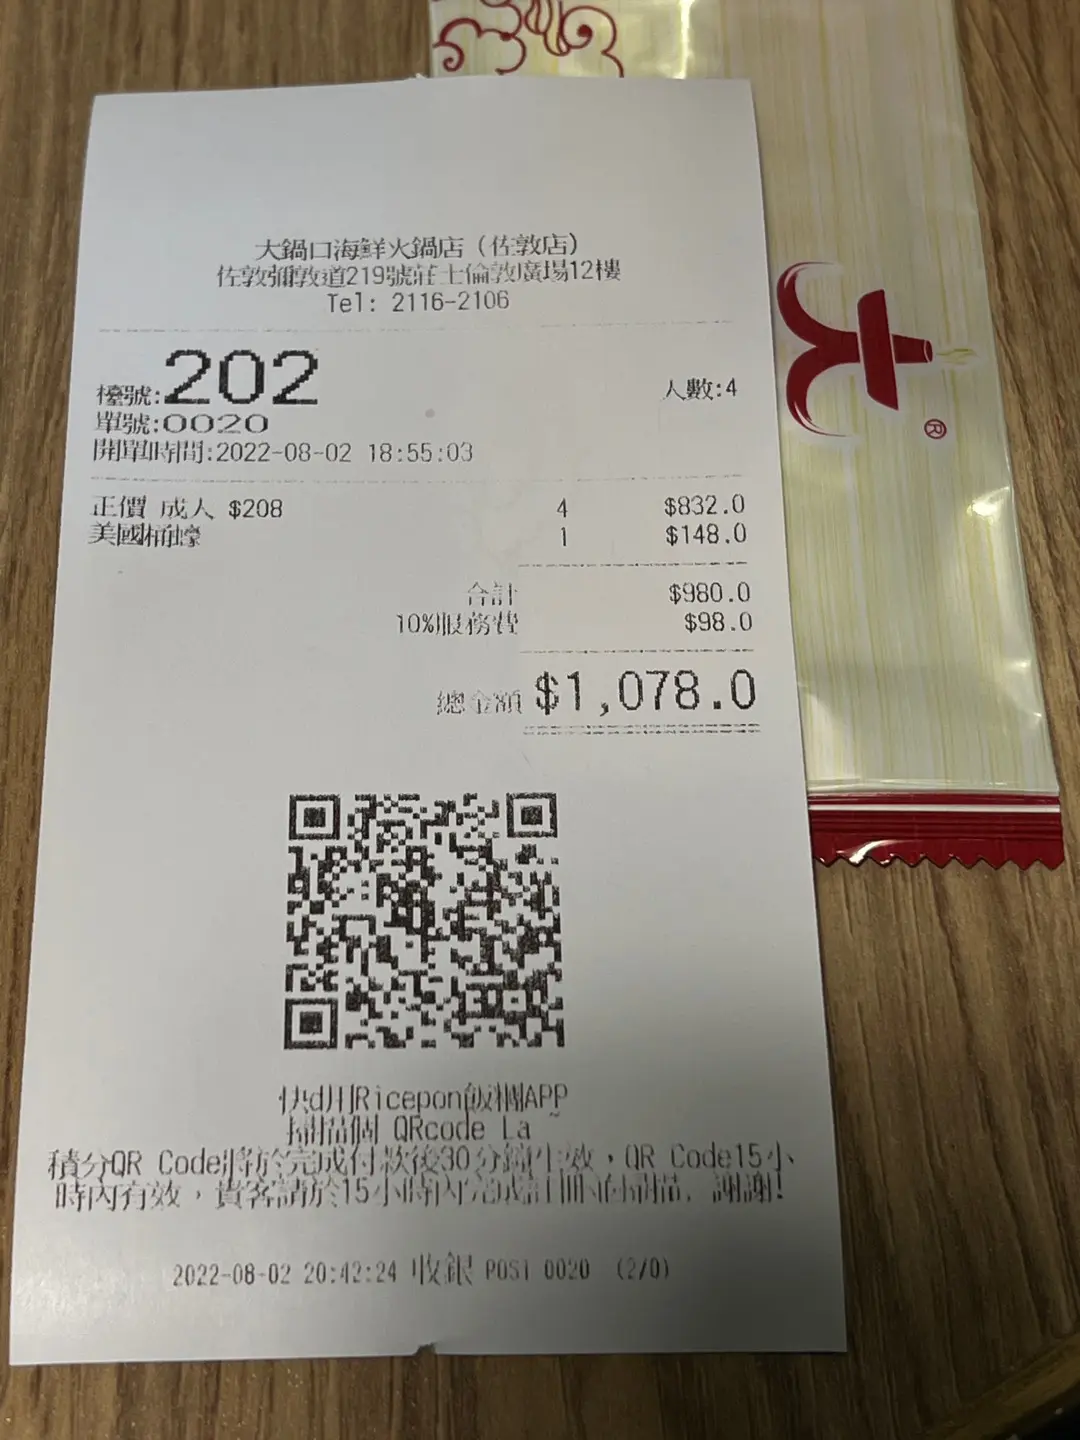 大鍋口海鮮火鍋店（佐敦店）
佐敦彌敦道219號莊士倫敦廣場12樓
Tel: 2116-2106
檯號:202
人數:4
單號:0020
開單時間:2022-08-02 18:55:03
正價 成人 $208 4 $832.0
美國桶蠔 1 $148.0
合計 $980.0
10%服務費 $98.0
總金額 $1,078.0
快d用Ricepon飯糰APP
掃描個 QRcode La ~
積分QR Code將於完成付款後30分鐘生效，QR Code15小
時內有效，貴客請於15小時內完成註冊和掃描，謝謝!
2022-08-02 20:42:24 收銀 POS1 0020 (2/0)
®